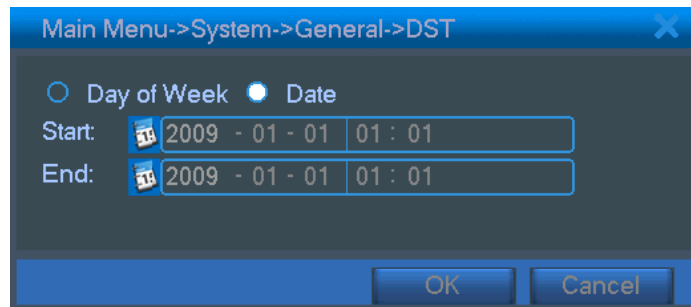 Main Menu->System->General->DST
Day of Week Date
Start: 2009 - 01 - 01 01 : 01
End: 2009 - 01 - 01 01 : 01
OK Cancel